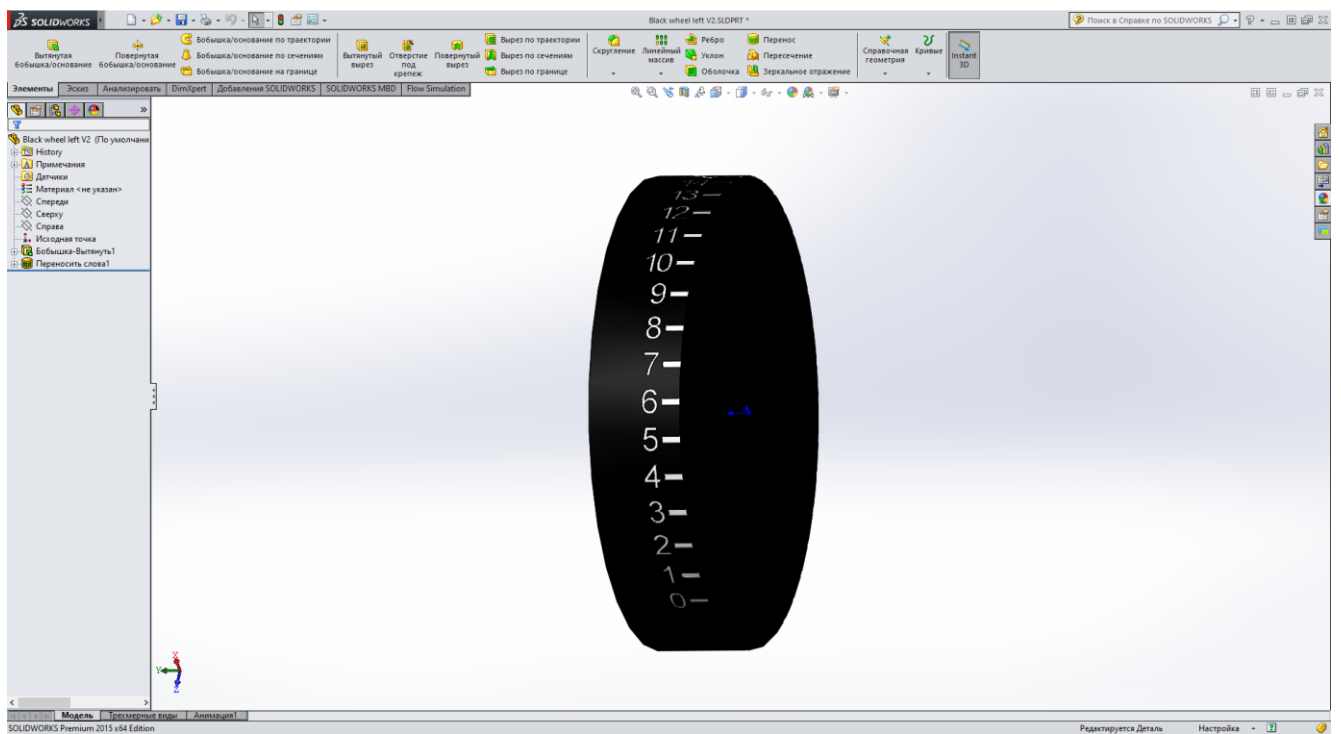 SOLIDWORKS
Black wheel left V2.SLDPRT *
Поиск в Справке по SOLIDWORKS
Вытянутая бобышка/основание
Повернутая бобышка/основание
Бобышка/основание по траектории
Бобышка/основание по сечениям
Бобышка/основание на границе
Вытянутый вырез
Отверстие под крепеж
Повернутый вырез
Вырез по траектории
Вырез по сечениям
Вырез по границе
Скругление
Линейный массив
Ребро
Уклон
Оболочка
Перенос
Пересечение
Зеркальное отражение
Справочная геометрия
Кривые
Instant 3D
Элементы Эскиз Анализировать DimXpert Добавления SOLIDWORKS SOLIDWORKS MBD Flow Simulation
Black wheel left V2 (По умолчани
History
Примечания
Датчики
Материал <не указан>
Спереди
Сверху
Справа
Исходная точка
Бобышка-Вытянуть1
Переносить слова1
13
12
11
10
9
8
7
6
5
4
3
2
1
0
X
Y
Z
Модель Трехмерные виды Анимация1
SOLIDWORKS Premium 2015 x64 Edition
Редактируется Деталь Настройка